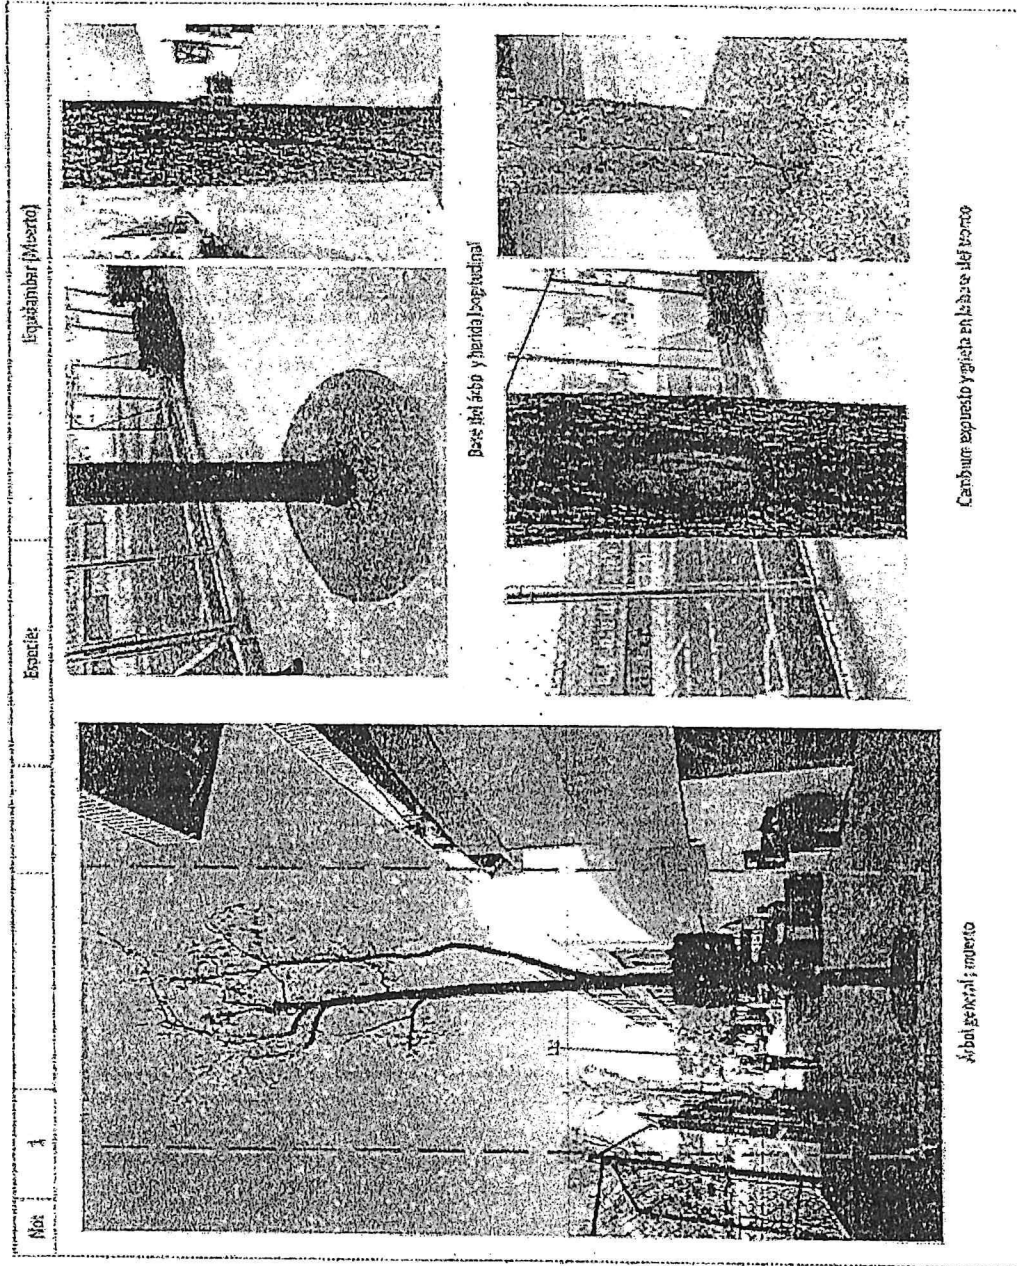 No: 1 Especie: Liquidámbar (Muerto)
Árbol general; muerto
Base del árbo y herida longitudinal
Cambium expuesto y grieta en la base del tronco